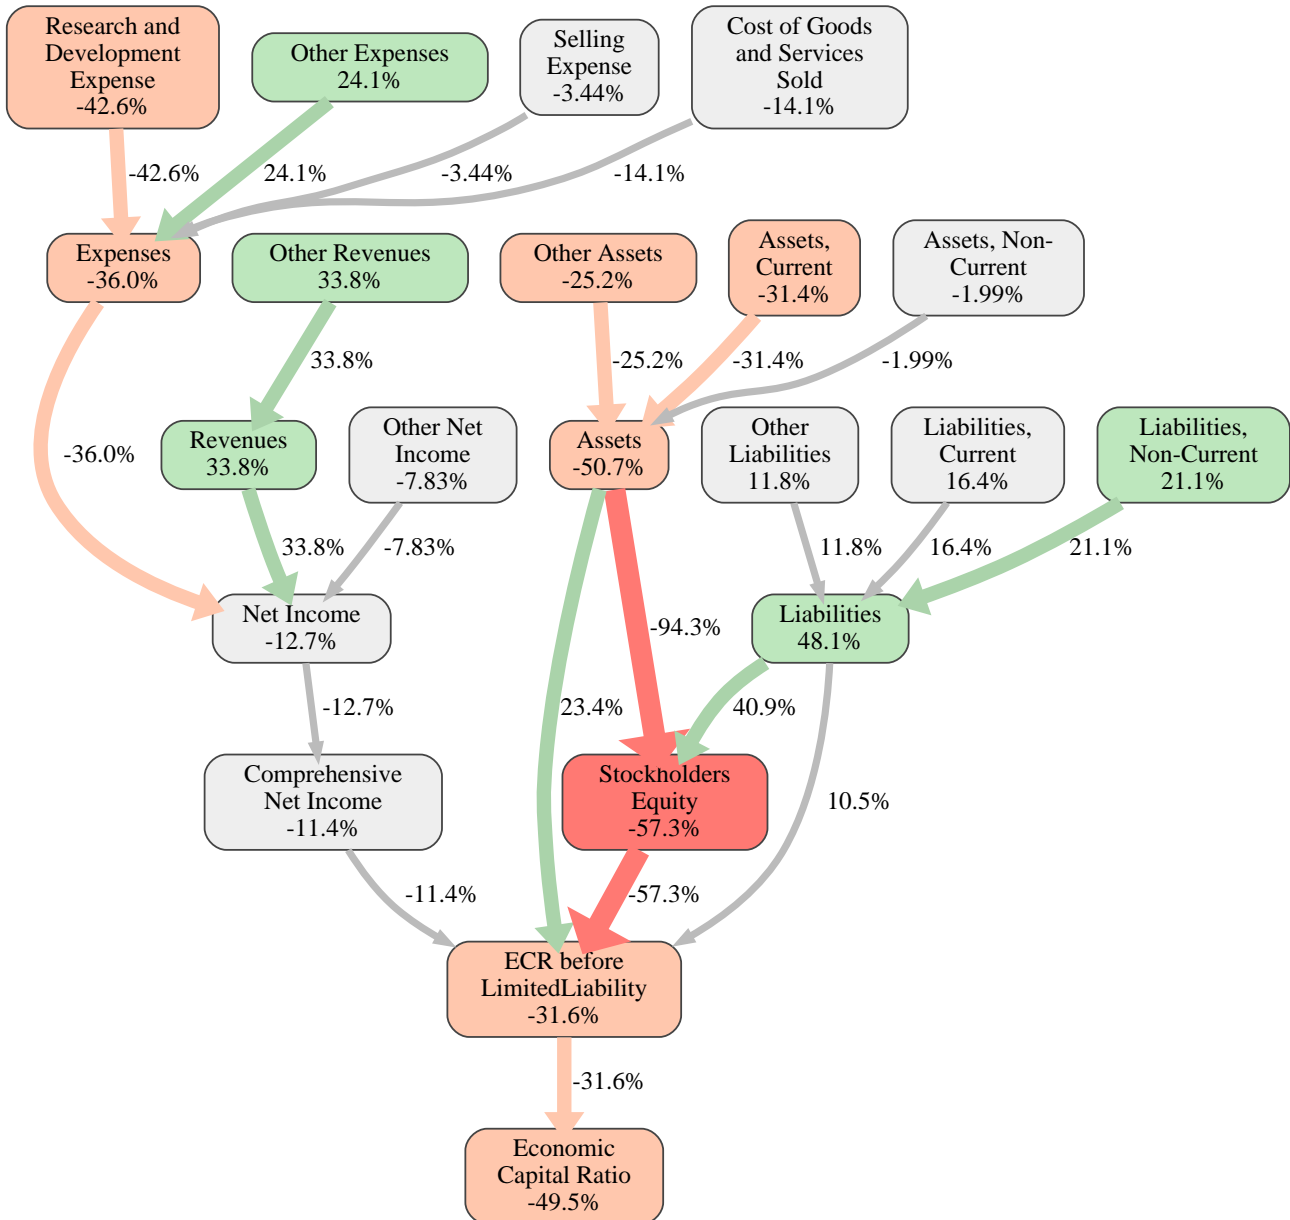 Research and
Development
Expense
-42.6%
Other Expenses
24.1%
Selling
Expense
-3.44%
Cost of Goods
and Services
Sold
-14.1%
-42.6%
24.1%
-3.44%
-14.1%
Expenses
-36.0%
Other Revenues
33.8%
Other Assets
-25.2%
Assets,
Current
-31.4%
Assets, Non-
Current
-1.99%
33.8%
-25.2%
-31.4%
-1.99%
-36.0%
Revenues
33.8%
Other Net
Income
-7.83%
Assets
-50.7%
Other
Liabilities
11.8%
Liabilities,
Current
16.4%
Liabilities,
Non-Current
21.1%
33.8%
-7.83%
11.8%
16.4%
21.1%
Net Income
-12.7%
-94.3%
Liabilities
48.1%
-12.7%
23.4%
40.9%
Comprehensive
Net Income
-11.4%
Stockholders
Equity
-57.3%
10.5%
-11.4%
-57.3%
ECR before
LimitedLiability
-31.6%
-31.6%
Economic
Capital Ratio
-49.5%